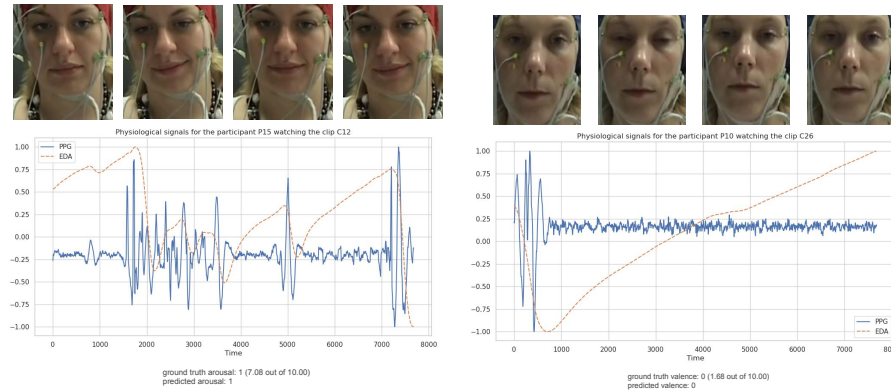 Physiological signals for the participant P15 watching the clip C12
1.00
0.75
0.50
0.25
0.00
−0.25
−0.50
−0.75
−1.00
PPG
EDA
0 1000 2000 3000 4000 5000 6000 7000 8000
Time
ground truth arousal: 1 (7.08 out of 10.00)
predicted arousal: 1
Physiological signals for the participant P10 watching the clip C26
1.00
0.75
0.50
0.25
0.00
−0.25
−0.50
−0.75
−1.00
PPG
EDA
0 1000 2000 3000 4000 5000 6000 7000
Time
ground truth valence: 0 (1.68 out of 10.00)
predicted valence: 0